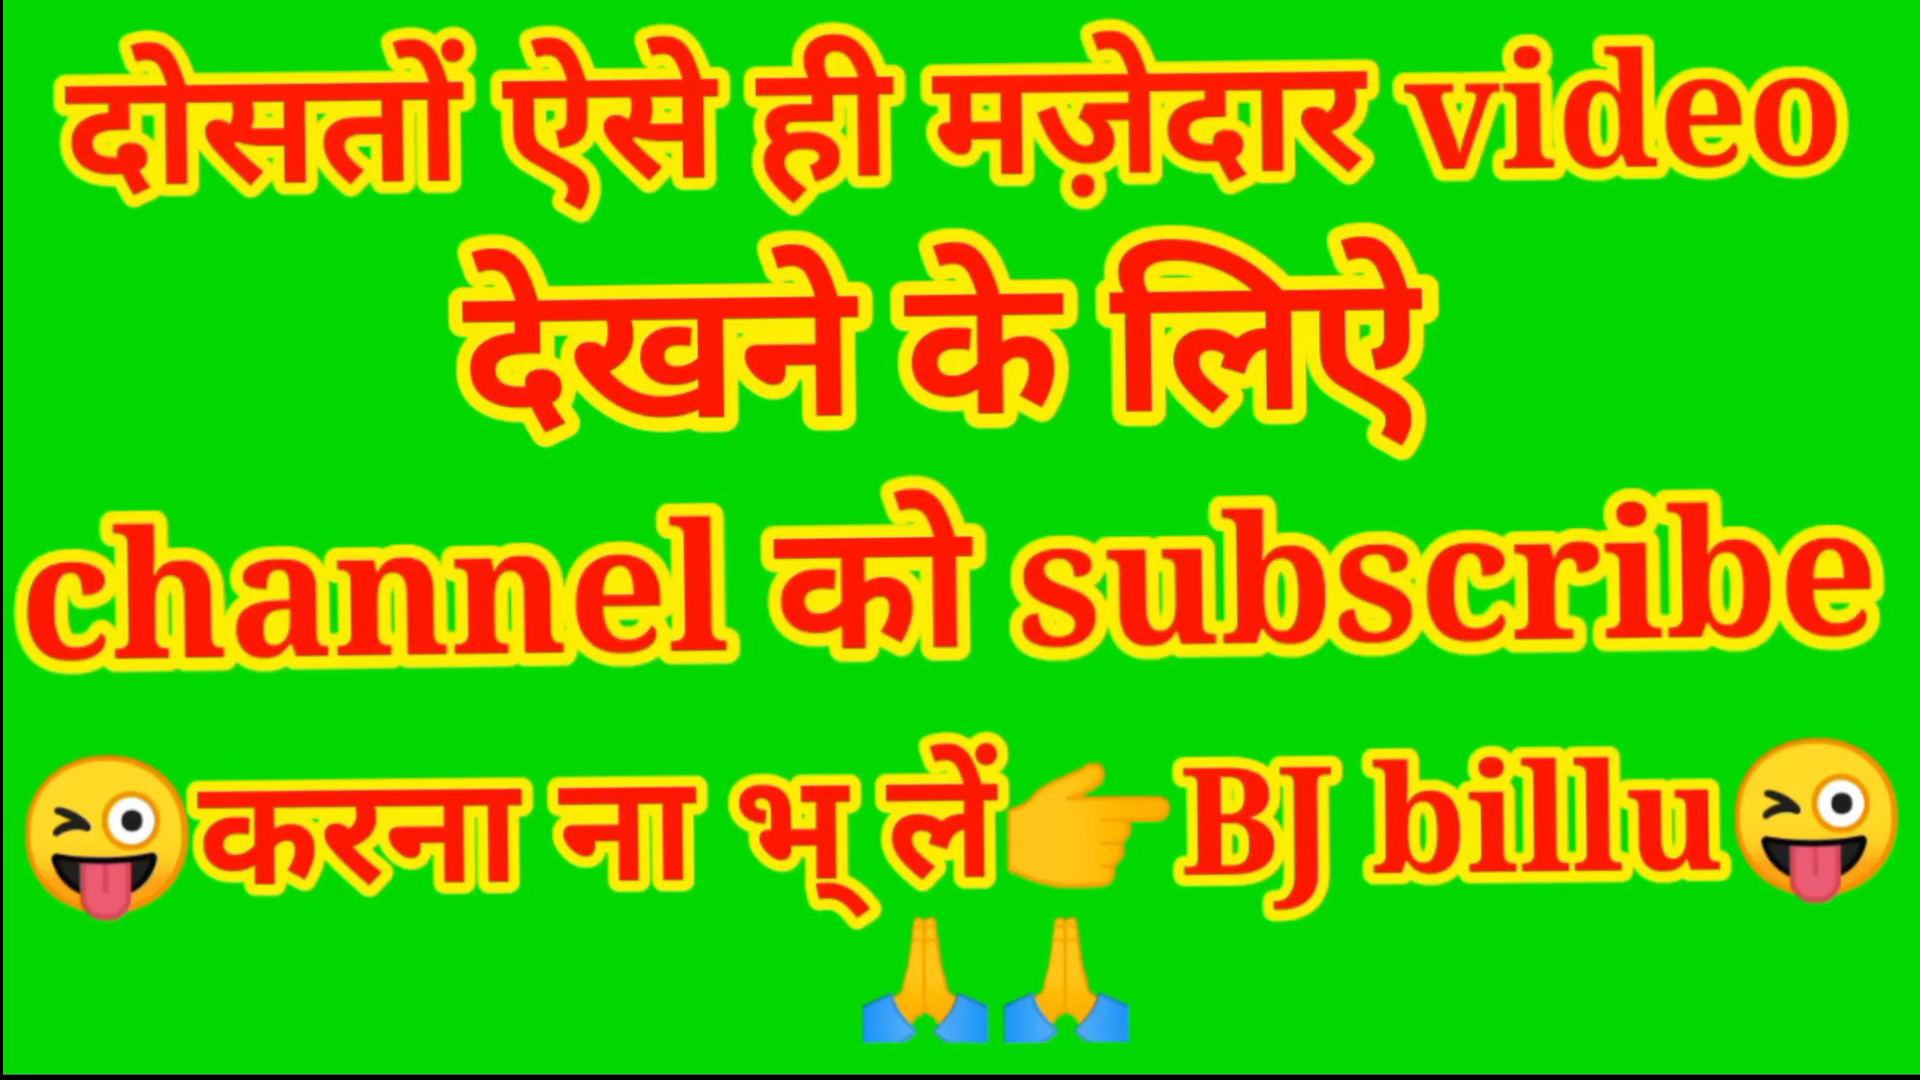 दोसतों ऐसे ही मज़ेदार video
देखने के लिऐ
channel को subscribe
😜करना ना भ् लें👉BJ billu😜
🙏🙏